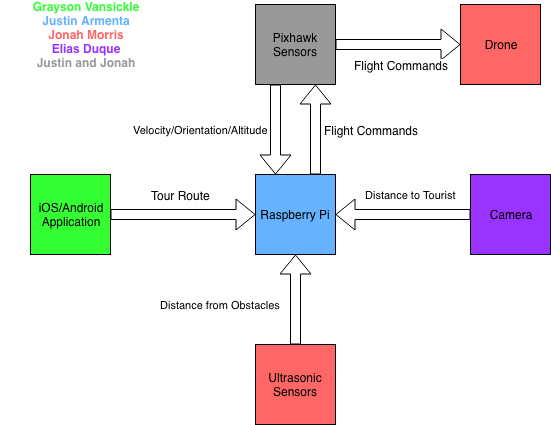 Grayson Vansickle
Justin Armenta
Jonah Morris
Elias Duque
Justin and Jonah
Pixhawk
Sensors
Drone
Flight Commands
Velocity/Orientation/Altitude
Flight Commands
iOS/Android
Application
Tour Route
Raspberry Pi
Distance to Tourist
Camera
Distance from Obstacles
Ultrasonic
Sensors